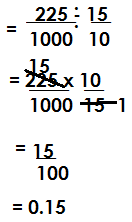 225 ÷ 15
= 1000 10
15
= 225 x 10
1000 15 1
= 15
100
= 0.15